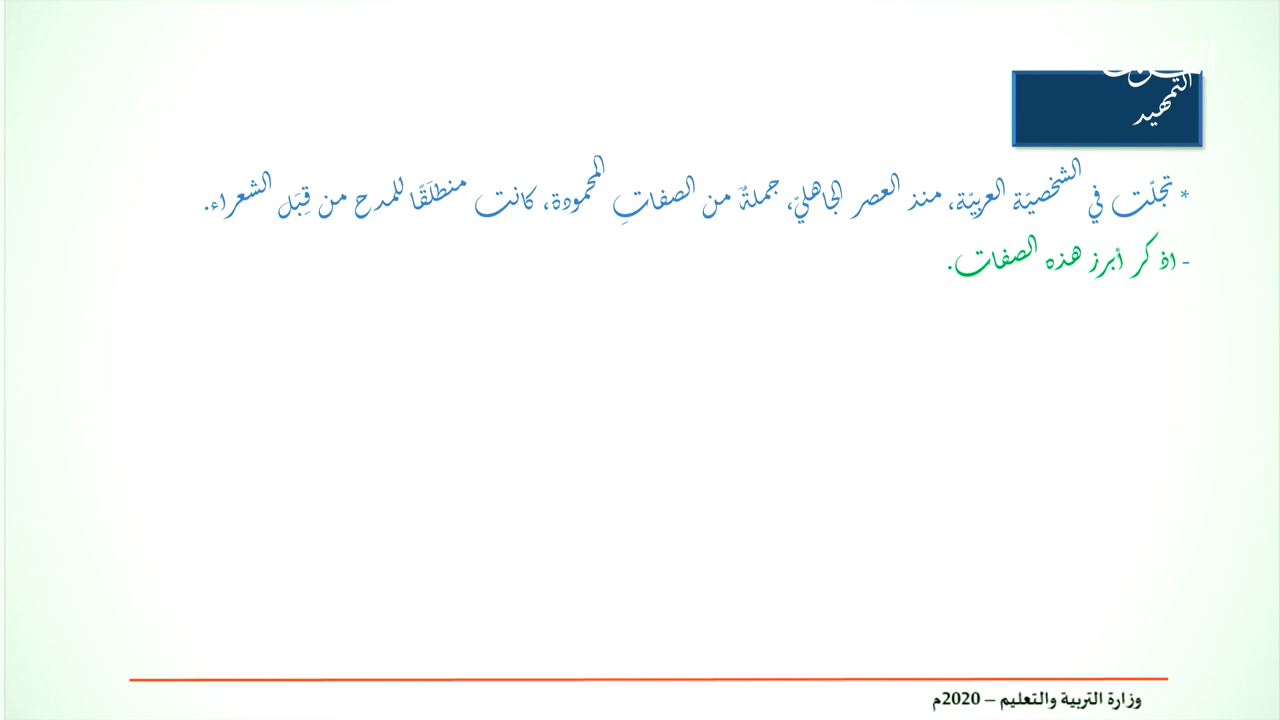 التمهيد
* تجلّت في الشخصيّة العربيّة، منذ العصر الجاهليّ، جملةٌ من الصفاتِ المحمودة، كانت منطلَقًا للمدح من قِبَل الشعراء.
- اذكر أبرز هذه الصفات.
وزارة التربية والتعليم – 2020م